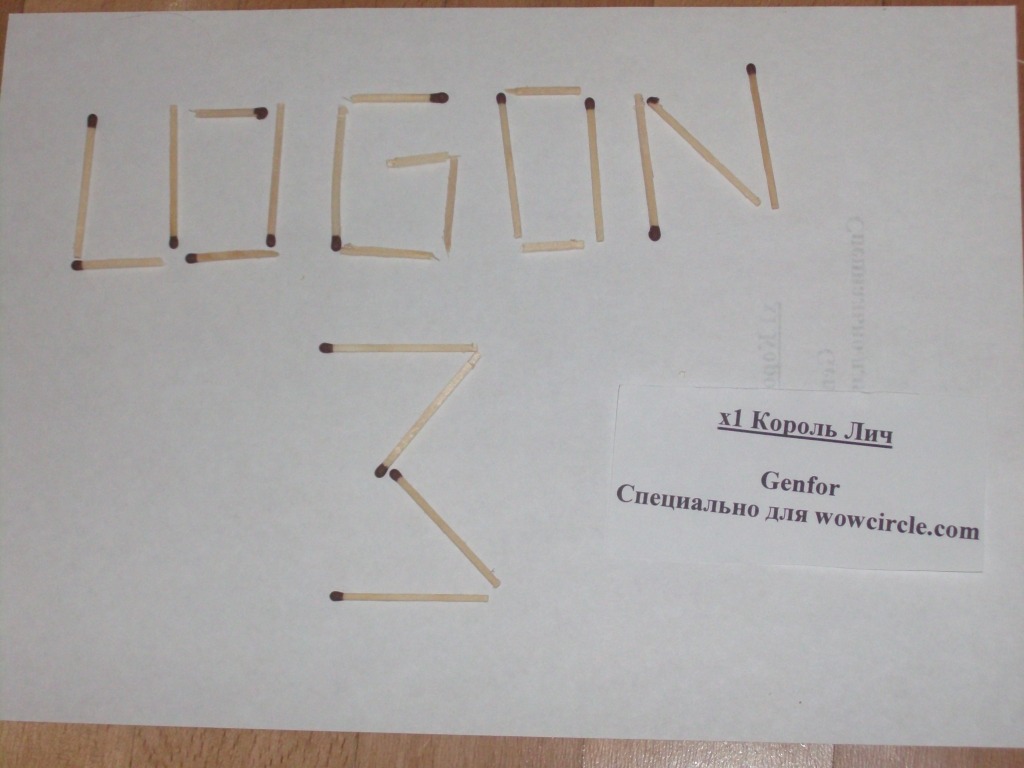 LOGON
3
x1 Король Лич
Genfor
Специально для wowcircle.com